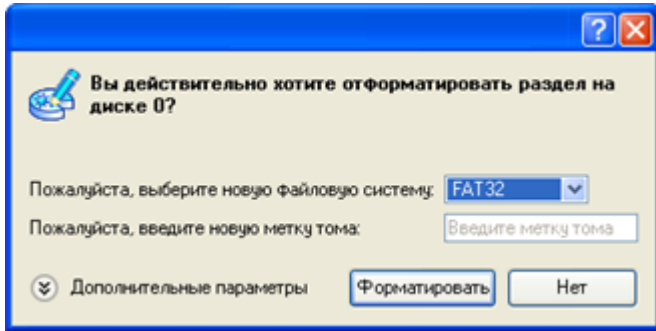 Вы действительно хотите отформатировать раздел на
диске 0?
Пожалуйста, выберите новую файловую систему: FAT32
Пожалуйста, введите новую метку тома: Введите метку тома
Дополнительные параметры Форматировать Нет